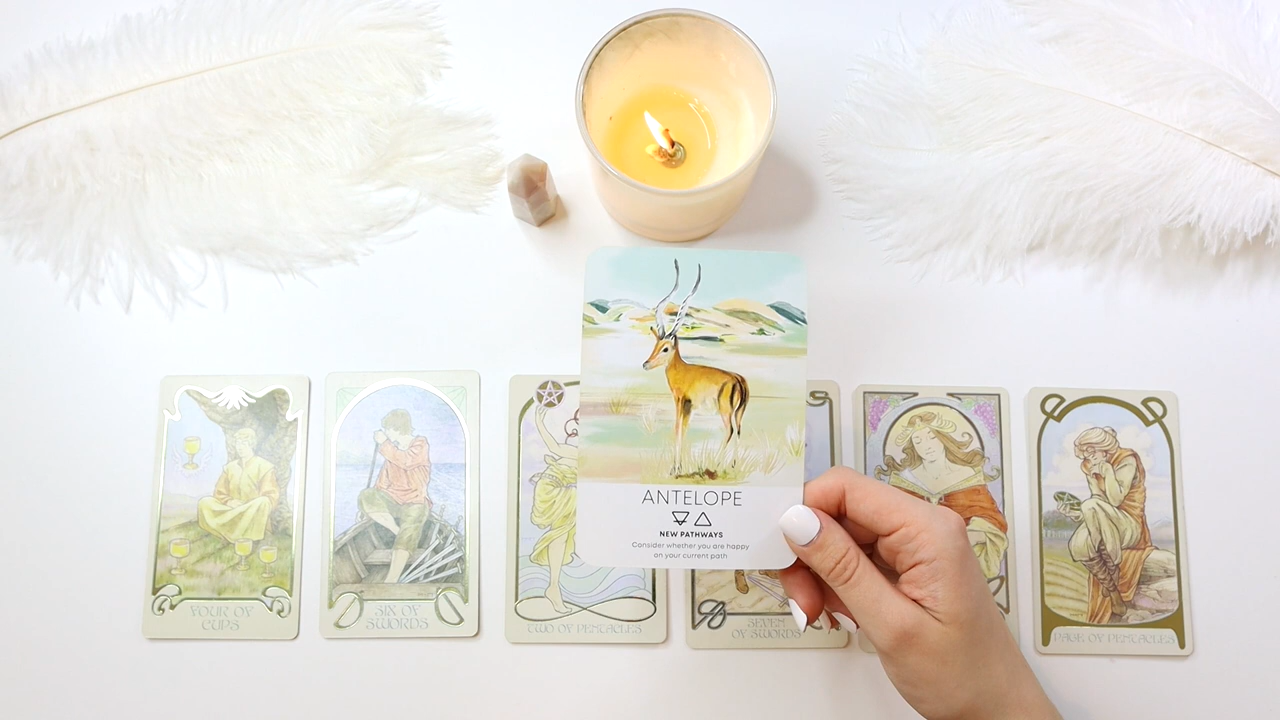 ANTELOPE
NEW PATHWAYS
Consider whether you are happy
on your current path
FOUR OF
CUPS
SIX OF
SWORDS
TWO OF PENTACLES
SEVEN
OF SWORDS
PAGE OF PENTACLES